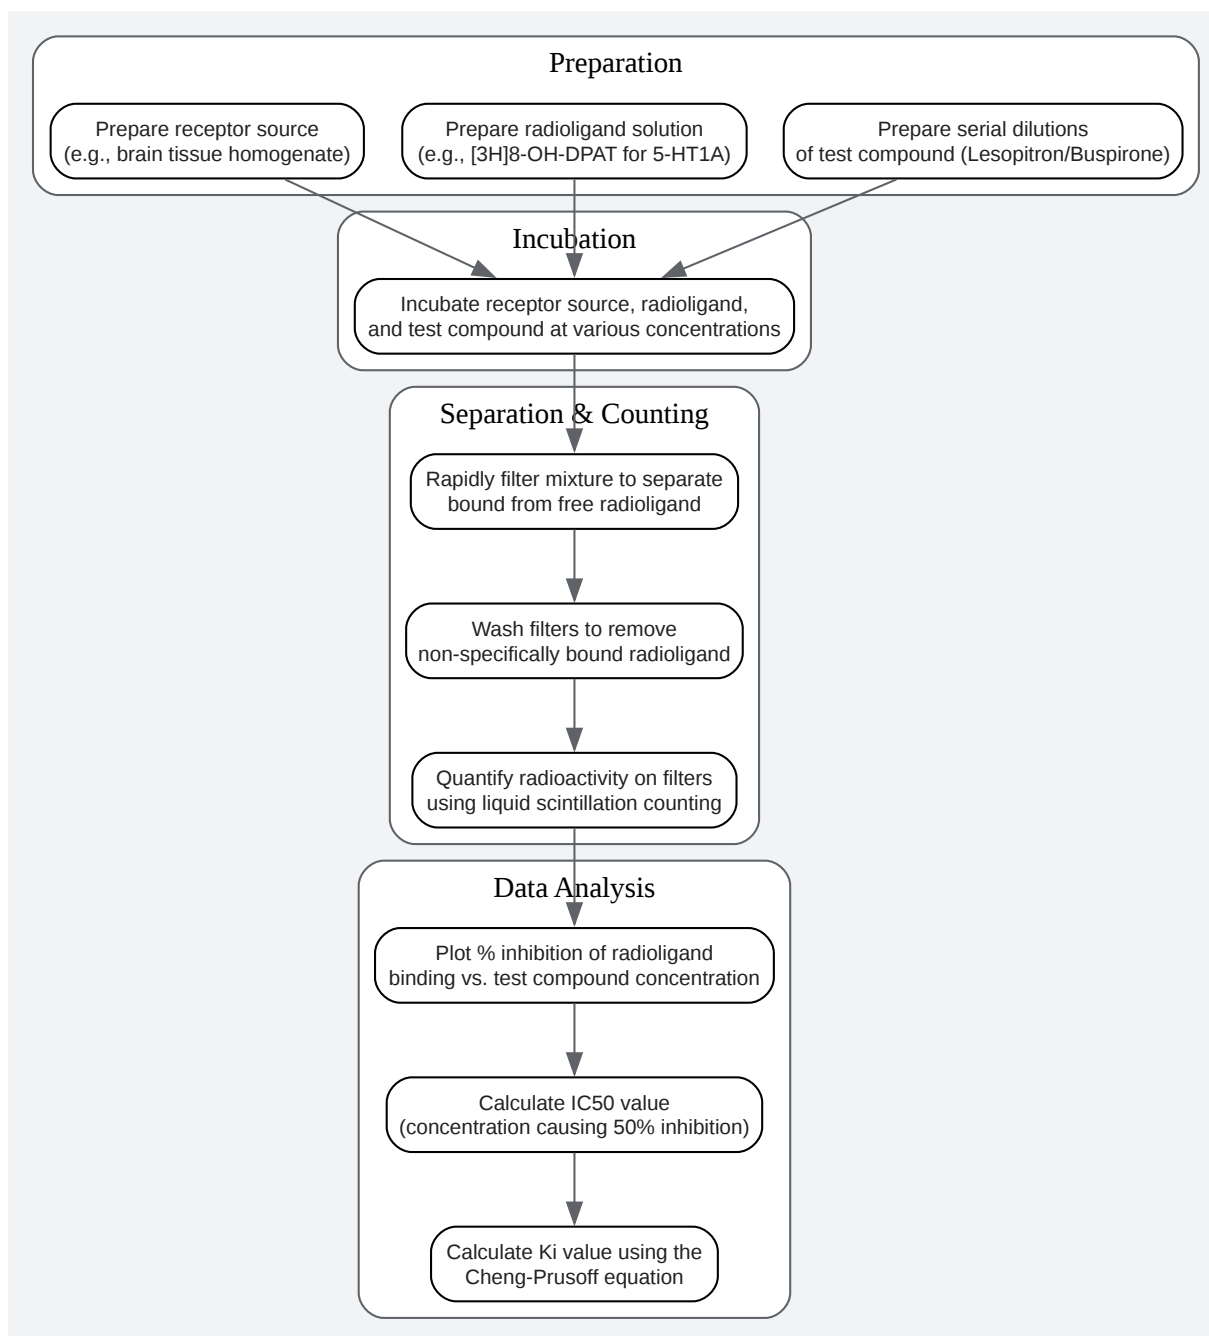 Preparation
Prepare receptor source
(e.g., brain tissue homogenate)
Prepare radioligand solution
(e.g., [3H]8-OH-DPAT for 5-HT1A)
Prepare serial dilutions
of test compound (Lesopitron/Buspirone)
Incubation
Incubate receptor source, radioligand,
and test compound at various concentrations
Separation & Counting
Rapidly filter mixture to separate
bound from free radioligand
Wash filters to remove
non-specifically bound radioligand
Quantify radioactivity on filters
using liquid scintillation counting
Data Analysis
Plot % inhibition of radioligand
binding vs. test compound concentration
Calculate IC50 value
(concentration causing 50% inhibition)
Calculate Ki value using the
Cheng-Prusoff equation